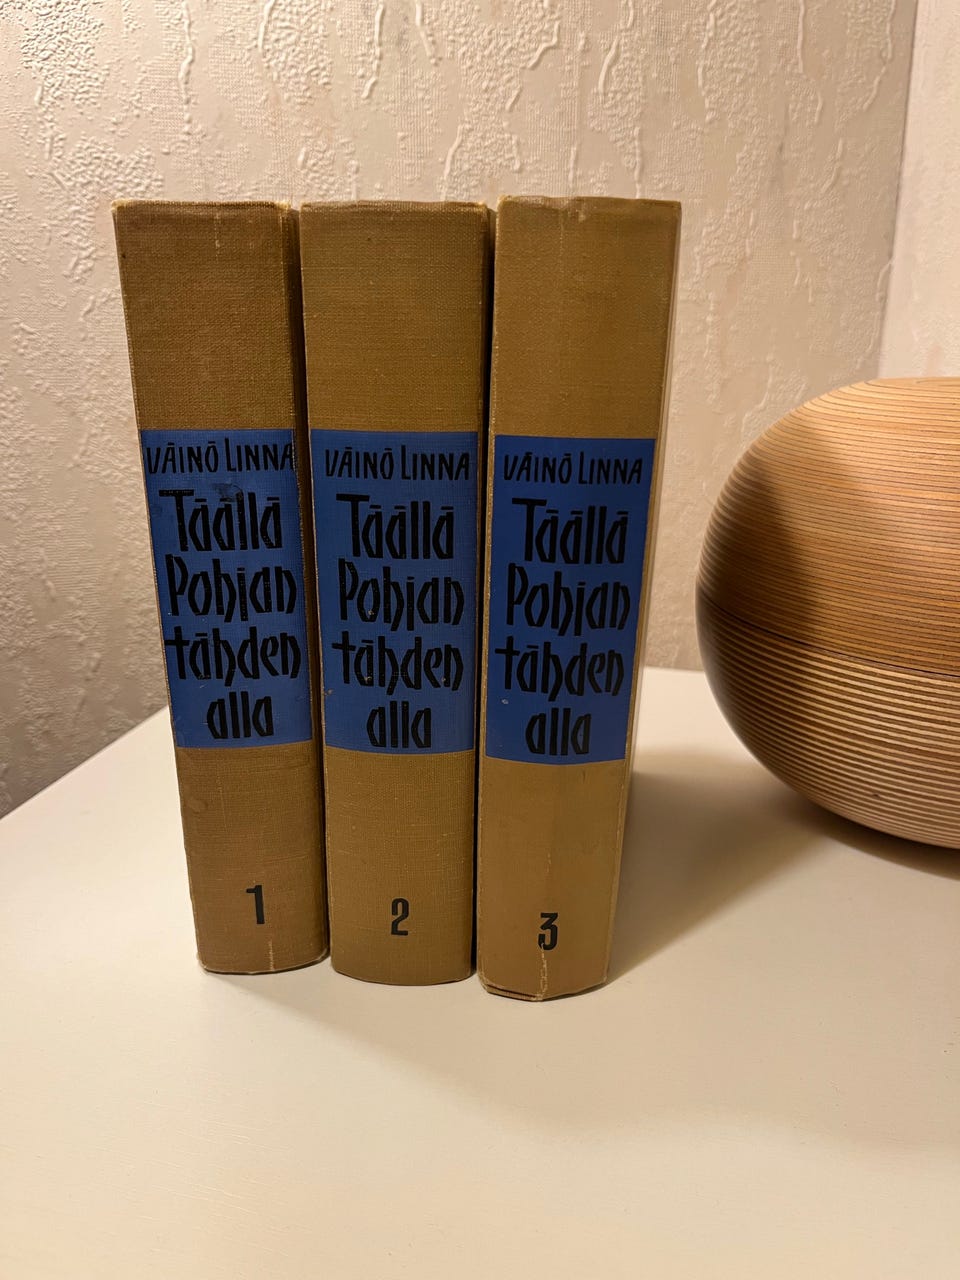 VÄINÖ LINNA
Täällä
Pohjan
tähden
alla
1
VÄINÖ LINNA
Täällä
Pohjan
tähden
alla
2
VÄINÖ LINNA
Täällä
Pohjan
tähden
alla
3